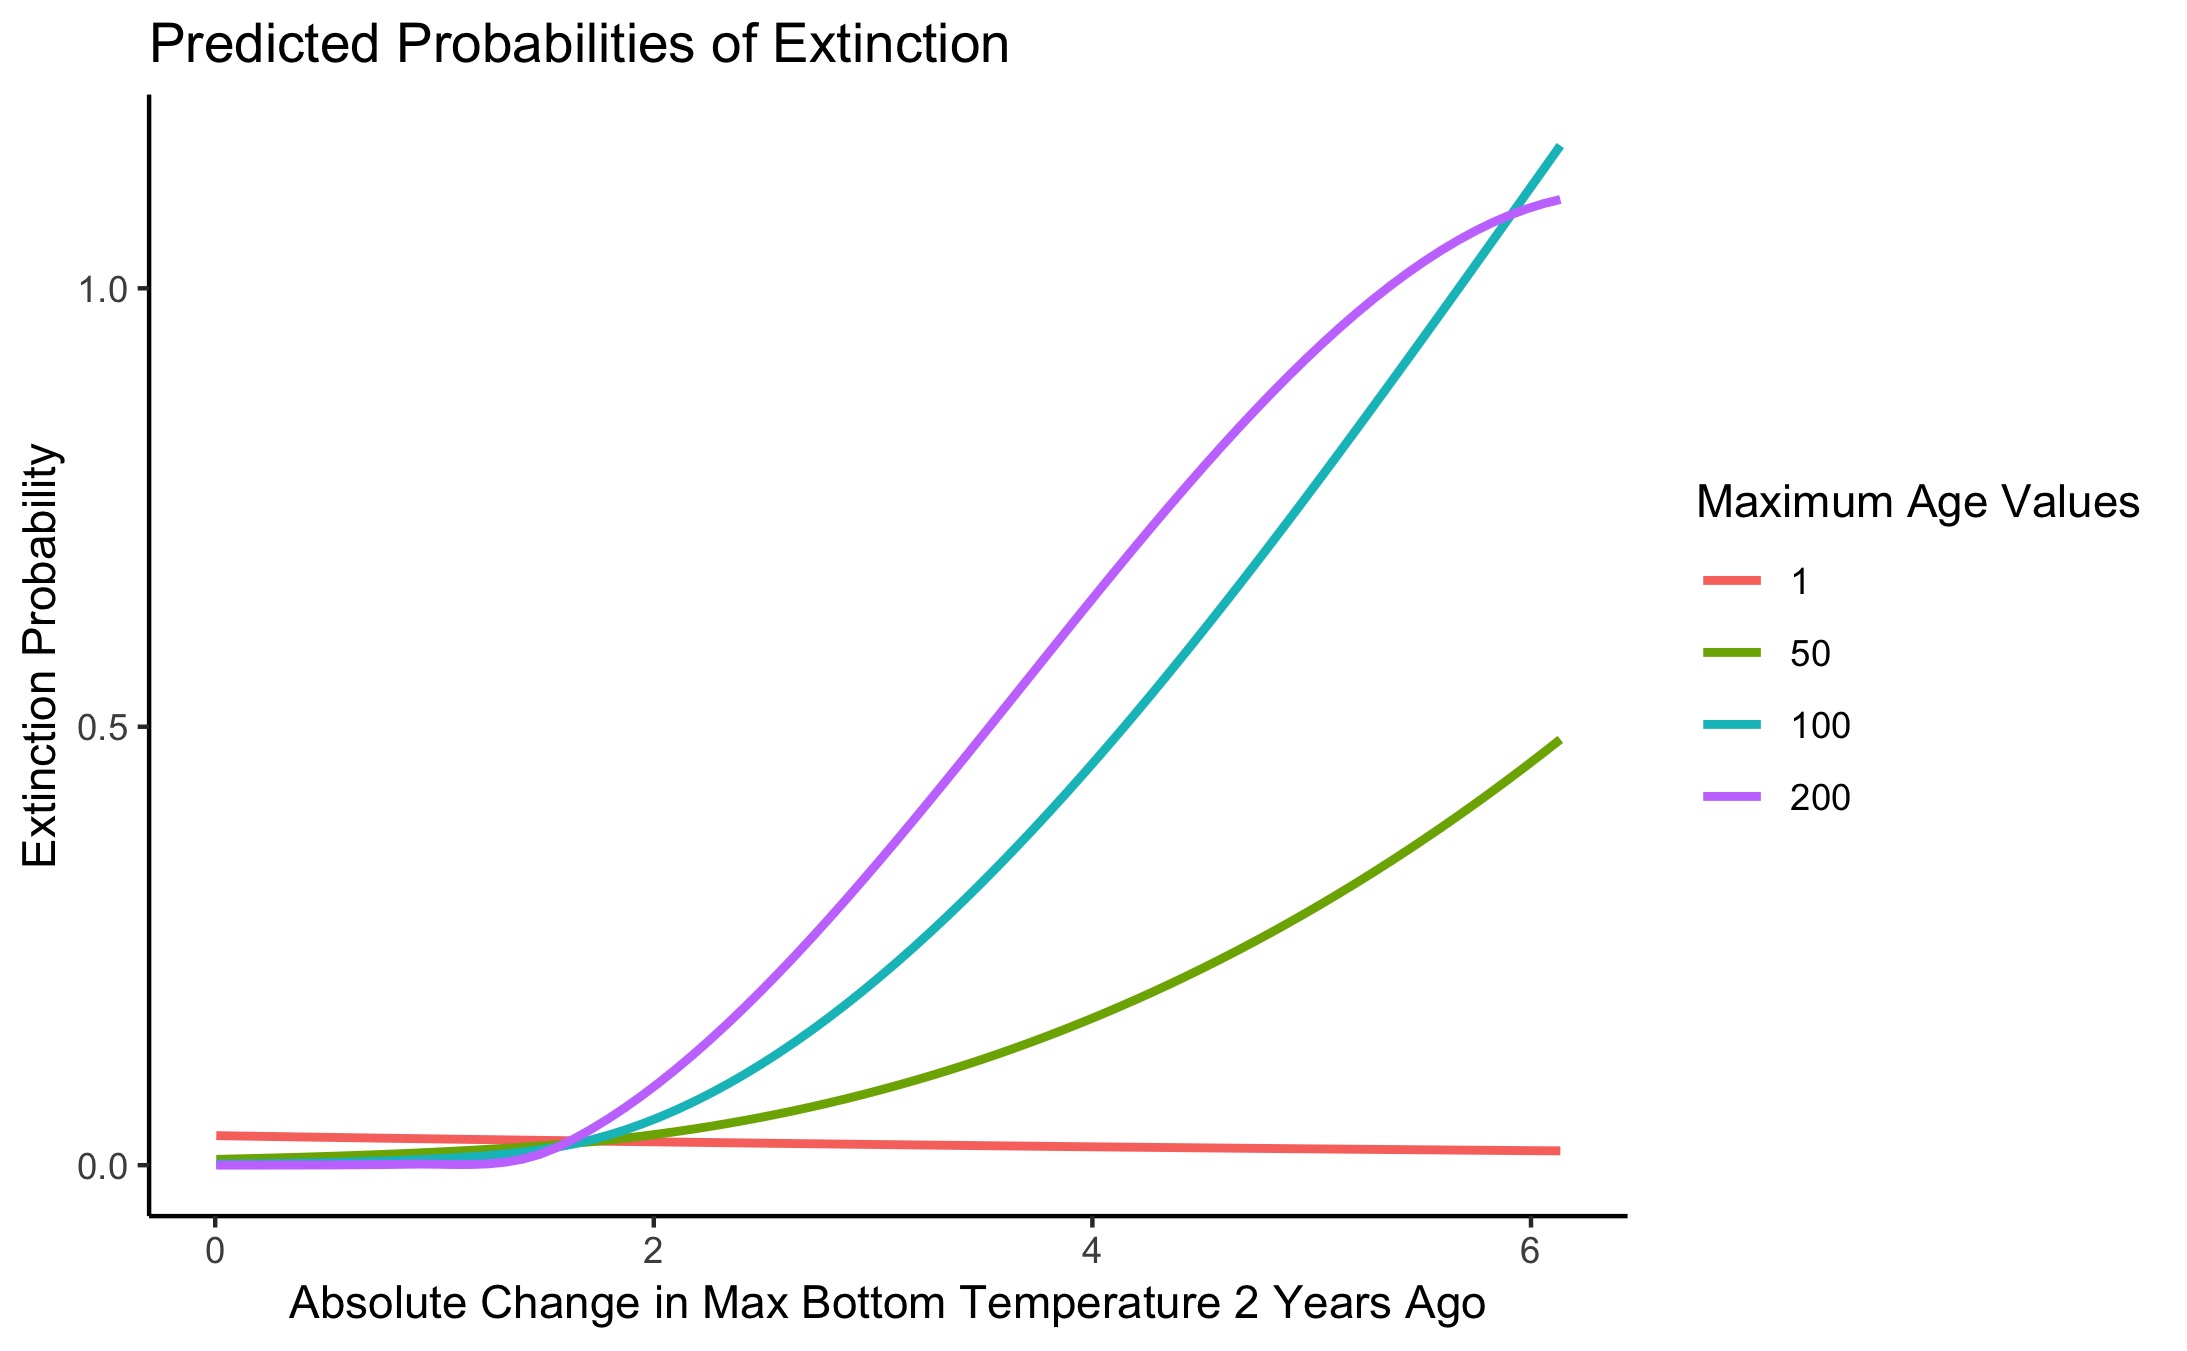 Predicted Probabilities of Extinction
Extinction Probability
1.0
0.5
0.0
0 2 4 6
Absolute Change in Max Bottom Temperature 2 Years Ago
Maximum Age Values
1
50
100
200